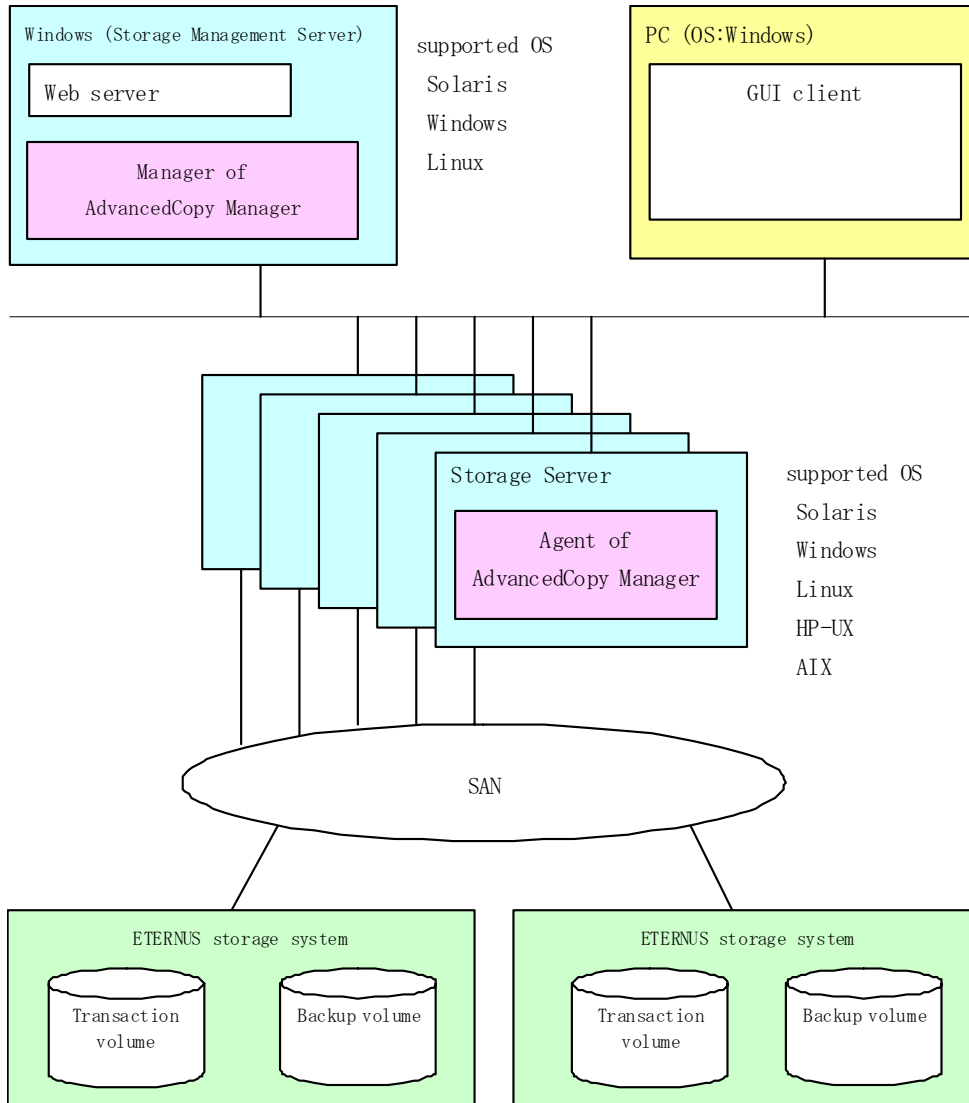 Windows (Storage Management Server)
Web server
Manager of
AdvancedCopy Manager
supported OS
Solaris
Windows
Linux
PC (OS:Windows)
GUI client
Storage Server
Agent of
AdvancedCopy Manager
supported OS
Solaris
Windows
Linux
HP-UX
AIX
SAN
ETERNUS storage system
Transaction
volume
Backup volume
ETERNUS storage system
Transaction
volume
Backup volume